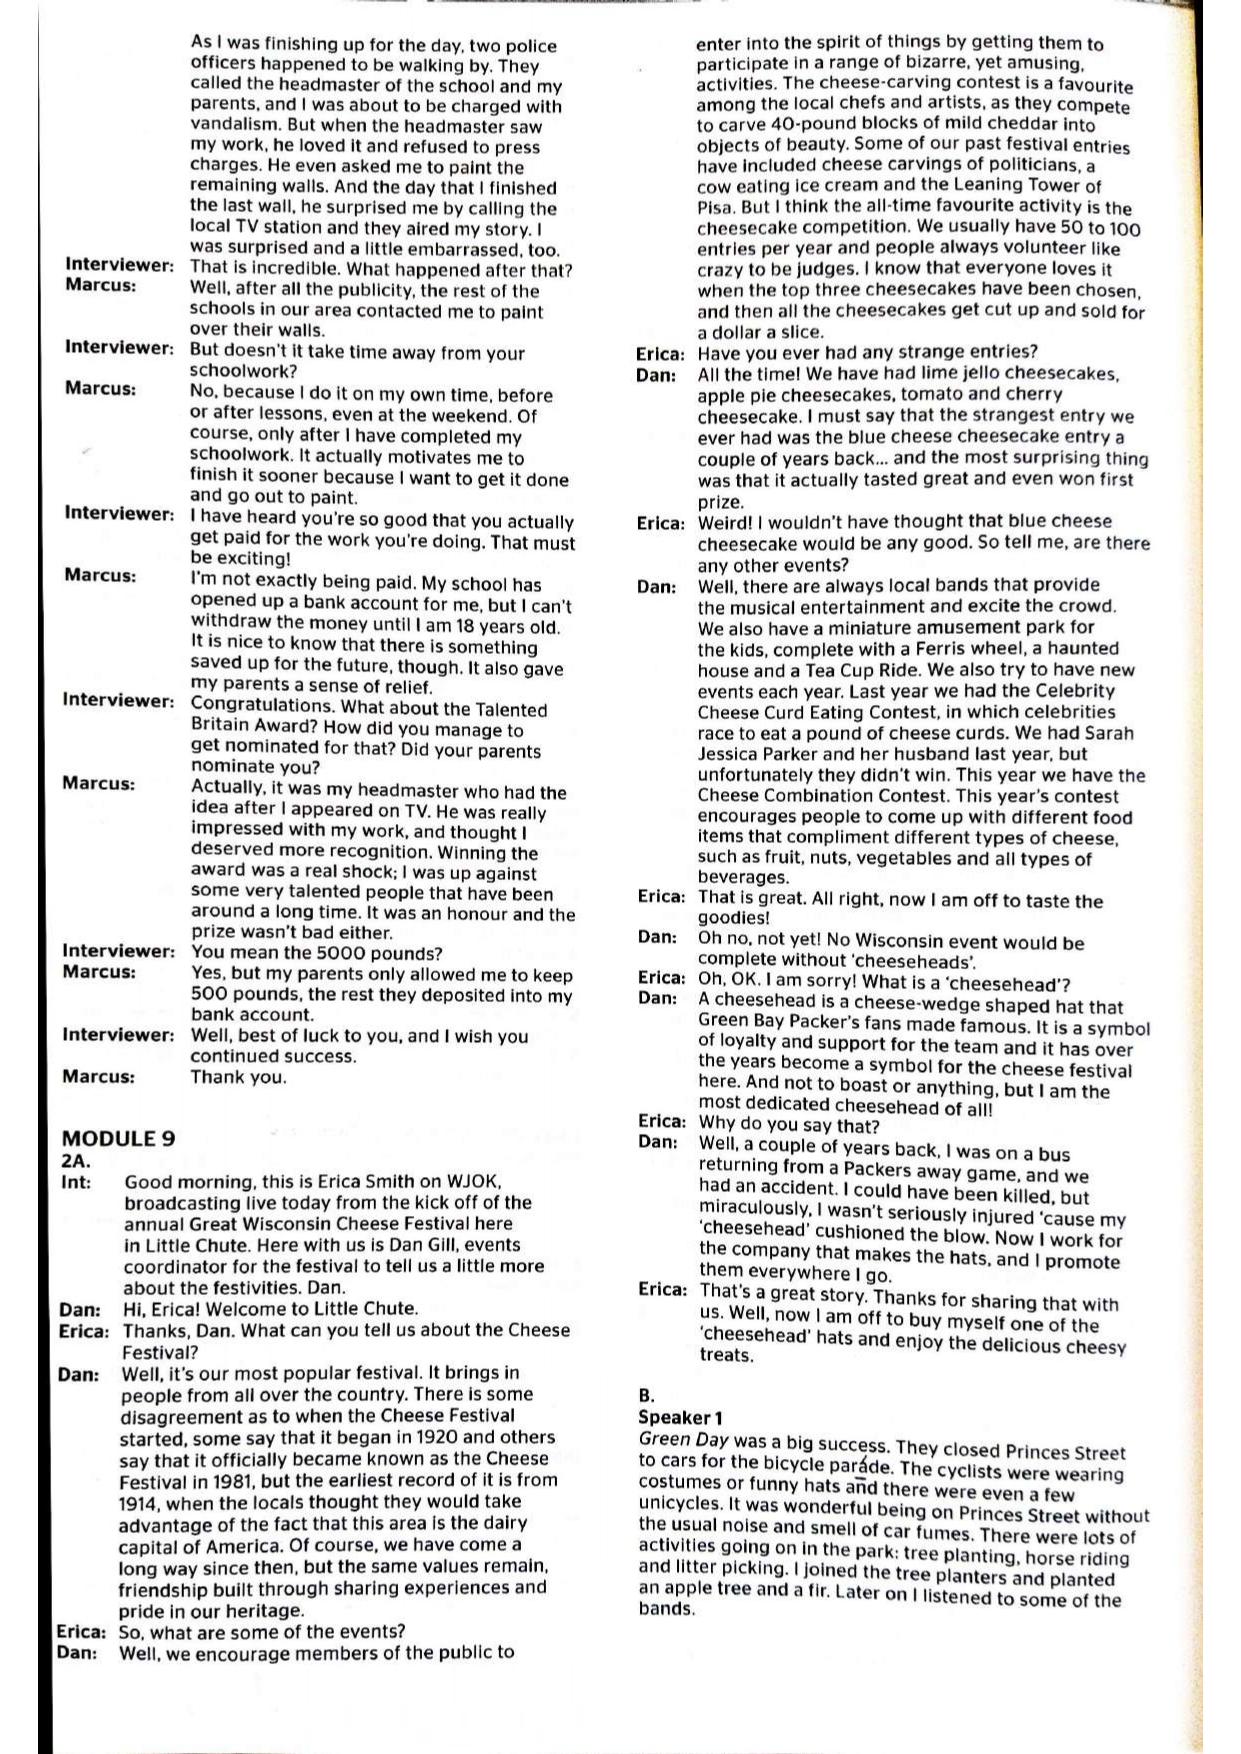 As I was finishing up for the day, two police
officers happened to be walking by. They
called the headmaster of the school and my
parents, and I was about to be charged with
vandalism. But when the headmaster saw
my work, he loved it and refused to press
charges. He even asked me to paint the
remaining walls. And the day that I finished
the last wall, he surprised me by calling the
local TV station and they aired my story. I
was surprised and a little embarrassed, too.
Interviewer: That is incredible. What happened after that?
Marcus: Well, after all the publicity, the rest of the
schools in our area contacted me to paint
over their walls.
Interviewer: But doesn't it take time away from your
schoolwork?
Marcus: No, because I do it on my own time, before
or after lessons, even at the weekend. Of
course, only after I have completed my
schoolwork. It actually motivates me to
finish it sooner because I want to get it done
and go out to paint.
Interviewer: I have heard you're so good that you actually
get paid for the work you're doing. That must
be exciting!
Marcus: I'm not exactly being paid. My school has
opened up a bank account for me, but I can't
withdraw the money until I am 18 years old.
It is nice to know that there is something
saved up for the future, though. It also gave
my parents a sense of relief.
Interviewer: Congratulations. What about the Talented
Britain Award? How did you manage to
get nominated for that? Did your parents
nominate you?
Marcus: Actually, it was my headmaster who had the
idea after I appeared on TV. He was really
impressed with my work, and thought I
deserved more recognition. Winning the
award was a real shock; I was up against
some very talented people that have been
around a long time. It was an honour and the
prize wasn't bad either.
Interviewer: You mean the 5000 pounds?
Marcus: Yes, but my parents only allowed me to keep
500 pounds, the rest they deposited into my
bank account.
Interviewer: Well, best of luck to you, and I wish you
continued success.
Marcus: Thank you.
MODULE 9
2A.
Int: Good morning, this is Erica Smith on WJOK,
broadcasting live today from the kick off of the
annual Great Wisconsin Cheese Festival here
in Little Chute. Here with us is Dan Gill, events
coordinator for the festival to tell us a little more
about the festivities. Dan.
Dan: Hi, Erica! Welcome to Little Chute.
Erica: Thanks, Dan. What can you tell us about the Cheese
Festival?
Dan: Well, it's our most popular festival. It brings in
people from all over the country. There is some
disagreement as to when the Cheese Festival
started, some say that it began in 1920 and others
say that it officially became known as the Cheese
Festival in 1981, but the earliest record of it is from
1914, when the locals thought they would take
advantage of the fact that this area is the dairy
capital of America. Of course, we have come a
long way since then, but the same values remain,
friendship built through sharing experiences and
pride in our heritage.
Erica: So, what are some of the events?
Dan: Well, we encourage members of the public to
enter into the spirit of things by getting them to
participate in a range of bizarre, yet amusing,
activities. The cheese-carving contest is a favourite
among the local chefs and artists, as they compete
to carve 40-pound blocks of mild cheddar into
objects of beauty. Some of our past festival entries
have included cheese carvings of politicians, a
cow eating ice cream and the Leaning Tower of
Pisa. But I think the all-time favourite activity is the
cheesecake competition. We usually have 50 to 100
entries per year and people always volunteer like
crazy to be judges. I know that everyone loves it
when the top three cheesecakes have been chosen,
and then all the cheesecakes get cut up and sold for
a dollar a slice.
Erica: Have you ever had any strange entries?
Dan: All the time! We have had lime jello cheesecakes,
apple pie cheesecakes, tomato and cherry
cheesecake. I must say that the strangest entry we
ever had was the blue cheese cheesecake entry a
couple of years back... and the most surprising thing
was that it actually tasted great and even won first
prize.
Erica: Weird! I wouldn't have thought that blue cheese
cheesecake would be any good. So tell me, are there
any other events?
Dan: Well, there are always local bands that provide
the musical entertainment and excite the crowd.
We also have a miniature amusement park for
the kids, complete with a Ferris wheel, a haunted
house and a Tea Cup Ride. We also try to have new
events each year. Last year we had the Celebrity
Cheese Curd Eating Contest, in which celebrities
race to eat a pound of cheese curds. We had Sarah
Jessica Parker and her husband last year, but
unfortunately they didn't win. This year we have the
Cheese Combination Contest. This year's contest
encourages people to come up with different food
items that compliment different types of cheese,
such as fruit, nuts, vegetables and all types of
beverages.
Erica: That is great. All right, now I am off to taste the
goodies!
Dan: Oh no, not yet! No Wisconsin event would be
complete without 'cheeseheads'.
Erica: Oh, OK. I am sorry! What is a 'cheesehead'?
Dan: A cheesehead is a cheese-wedge shaped hat that
Green Bay Packer's fans made famous. It is a symbol
of loyalty and support for the team and it has over
the years become a symbol for the cheese festival
here. And not to boast or anything, but I am the
most dedicated cheesehead of all!
Erica: Why do you say that?
Dan: Well, a couple of years back, I was on a bus
returning from a Packers away game, and we
had an accident. I could have been killed, but
miraculously, I wasn't seriously injured 'cause my
'cheesehead' cushioned the blow. Now I work for
the company that makes the hats, and I promote
them everywhere I go.
Erica: That's a great story. Thanks for sharing that with
us. Well, now I am off to buy myself one of the
'cheesehead' hats and enjoy the delicious cheesy
treats.
B.
Speaker 1
Green Day was a big success. They closed Princes Street
to cars for the bicycle parade. The cyclists were wearing
costumes or funny hats and there were even a few
unicycles. It was wonderful being on Princes Street without
the usual noise and smell of car fumes. There were lots of
activities going on in the park: tree planting, horse riding
and litter picking. I joined the tree planters and planted
an apple tree and a fir. Later on I listened to some of the
bands.